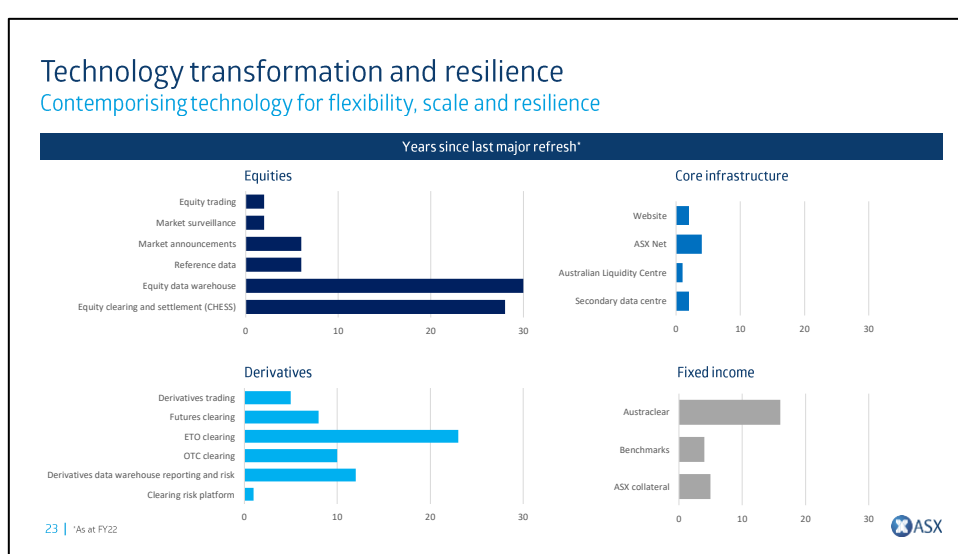 Technology transformation and resilience
Contemporising technology for flexibility, scale and resilience
Years since last major refresh*
Equities
Equity trading
Market surveillance
Market announcements
Reference data
Equity data warehouse
Equity clearing and settlement (CHESS)
0 10 20 30
Core infrastructure
Website
ASX Net
Australian Liquidity Centre
Secondary data centre
0 10 20 30
Derivatives
Derivatives trading
Futures clearing
ETO clearing
OTC clearing
Derivatives data warehouse reporting and risk
Clearing risk platform
0 10 20 30
Fixed income
Austraclear
Benchmarks
ASX collateral
0 10 20 30
23 | *As at FY22
ASX